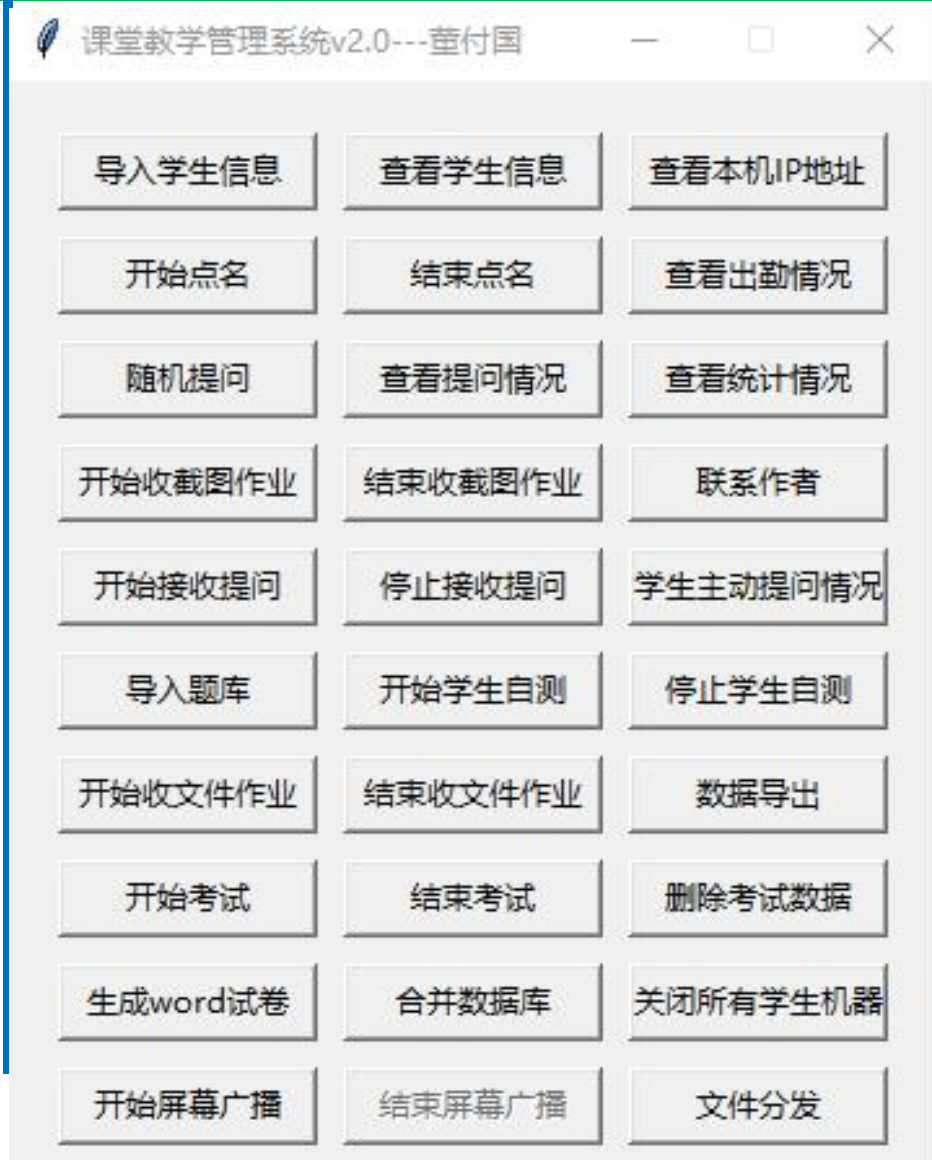 课堂教学管理系统v2.0---董付国
导入学生信息 查看学生信息 查看本机IP地址
开始点名 结束点名 查看出勤情况
随机提问 查看提问情况 查看统计情况
开始收截图作业 结束收截图作业 联系作者
开始接收提问 停止接收提问 学生主动提问情况
导入题库 开始学生自测 停止学生自测
开始收文件作业 结束收文件作业 数据导出
开始考试 结束考试 删除考试数据
生成word试卷 合并数据库 关闭所有学生机器
开始屏幕广播 结束屏幕广播 文件分发